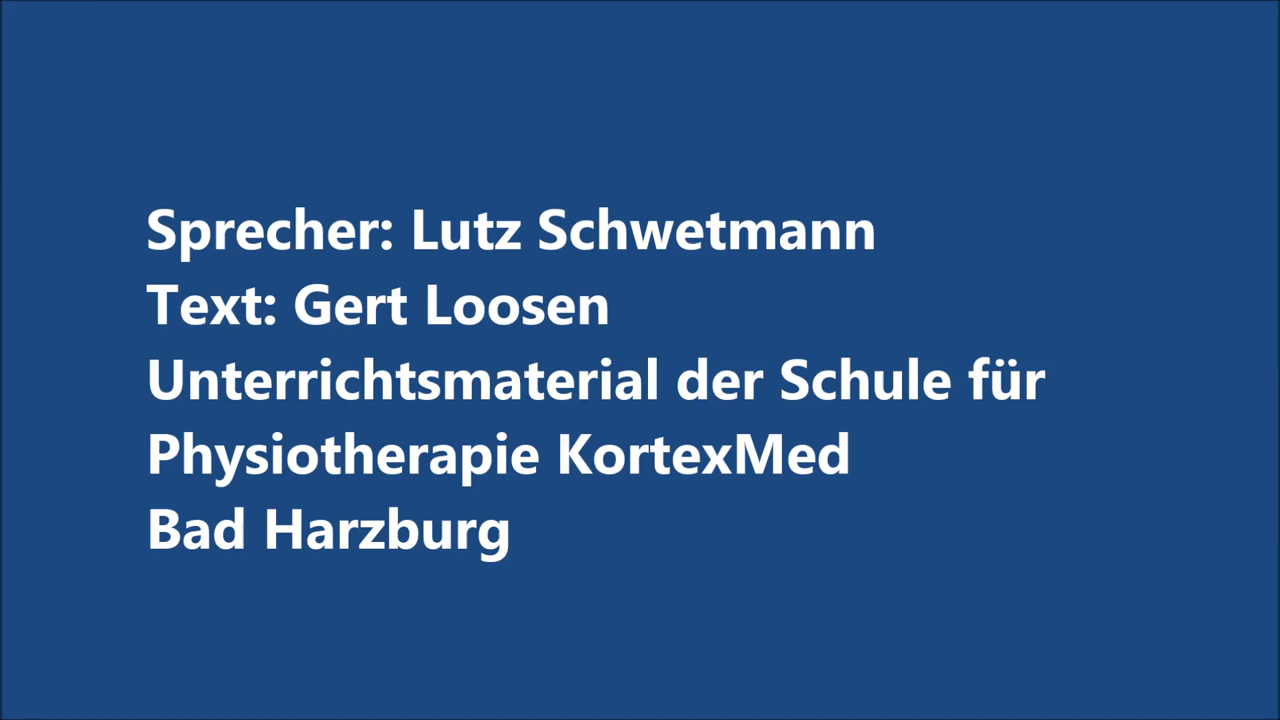 Sprecher: Lutz Schwetmann
Text: Gert Loosen
Unterrichtsmaterial der Schule für
Physiotherapie KortexMed
Bad Harzburg